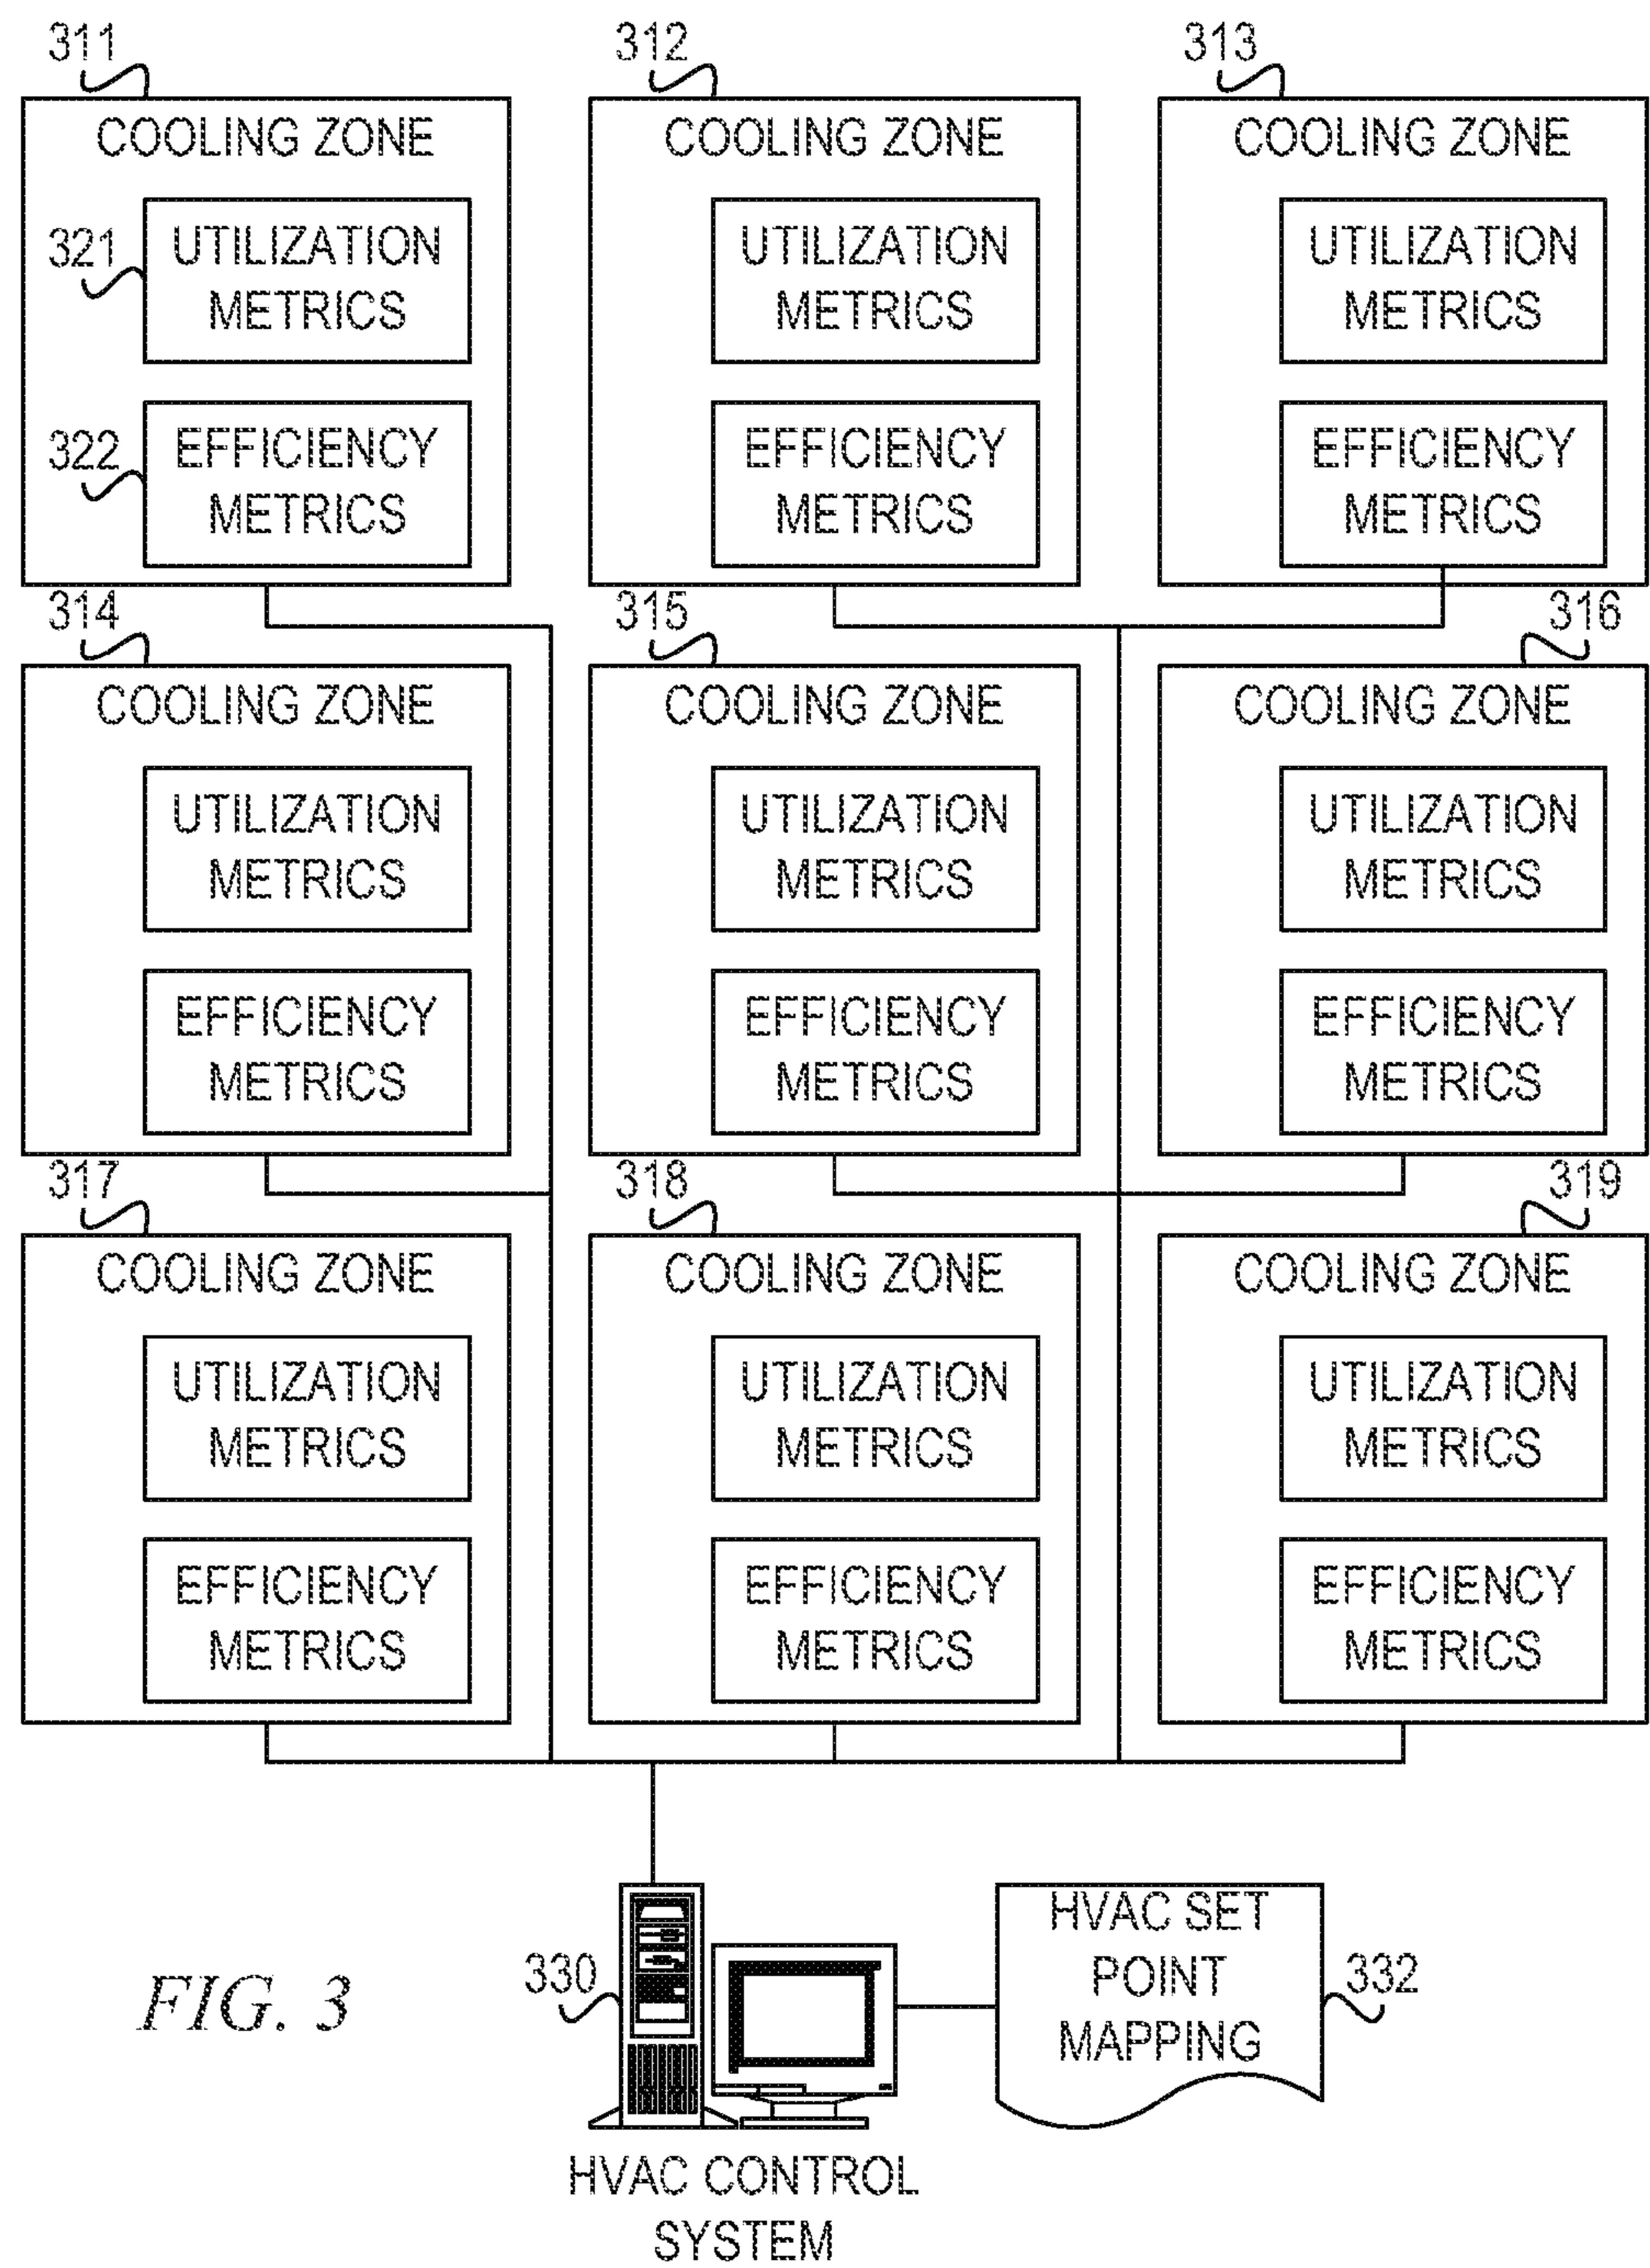 311
312
313
COOLING ZONE
COOLING ZONE
COOLING ZONE
321
UTILIZATION
METRICS
UTILIZATION
METRICS
UTILIZATION
METRICS
322
EFFICIENCY
METRICS
EFFICIENCY
METRICS
EFFICIENCY
METRICS
314
315
316
COOLING ZONE
COOLING ZONE
COOLING ZONE
UTILIZATION
METRICS
UTILIZATION
METRICS
UTILIZATION
METRICS
EFFICIENCY
METRICS
EFFICIENCY
METRICS
EFFICIENCY
METRICS
317
318
319
COOLING ZONE
COOLING ZONE
COOLING ZONE
UTILIZATION
METRICS
UTILIZATION
METRICS
UTILIZATION
METRICS
EFFICIENCY
METRICS
EFFICIENCY
METRICS
EFFICIENCY
METRICS
FIG. 3
330
HVAC CONTROL
SYSTEM
HVAC SET
POINT
MAPPING
332